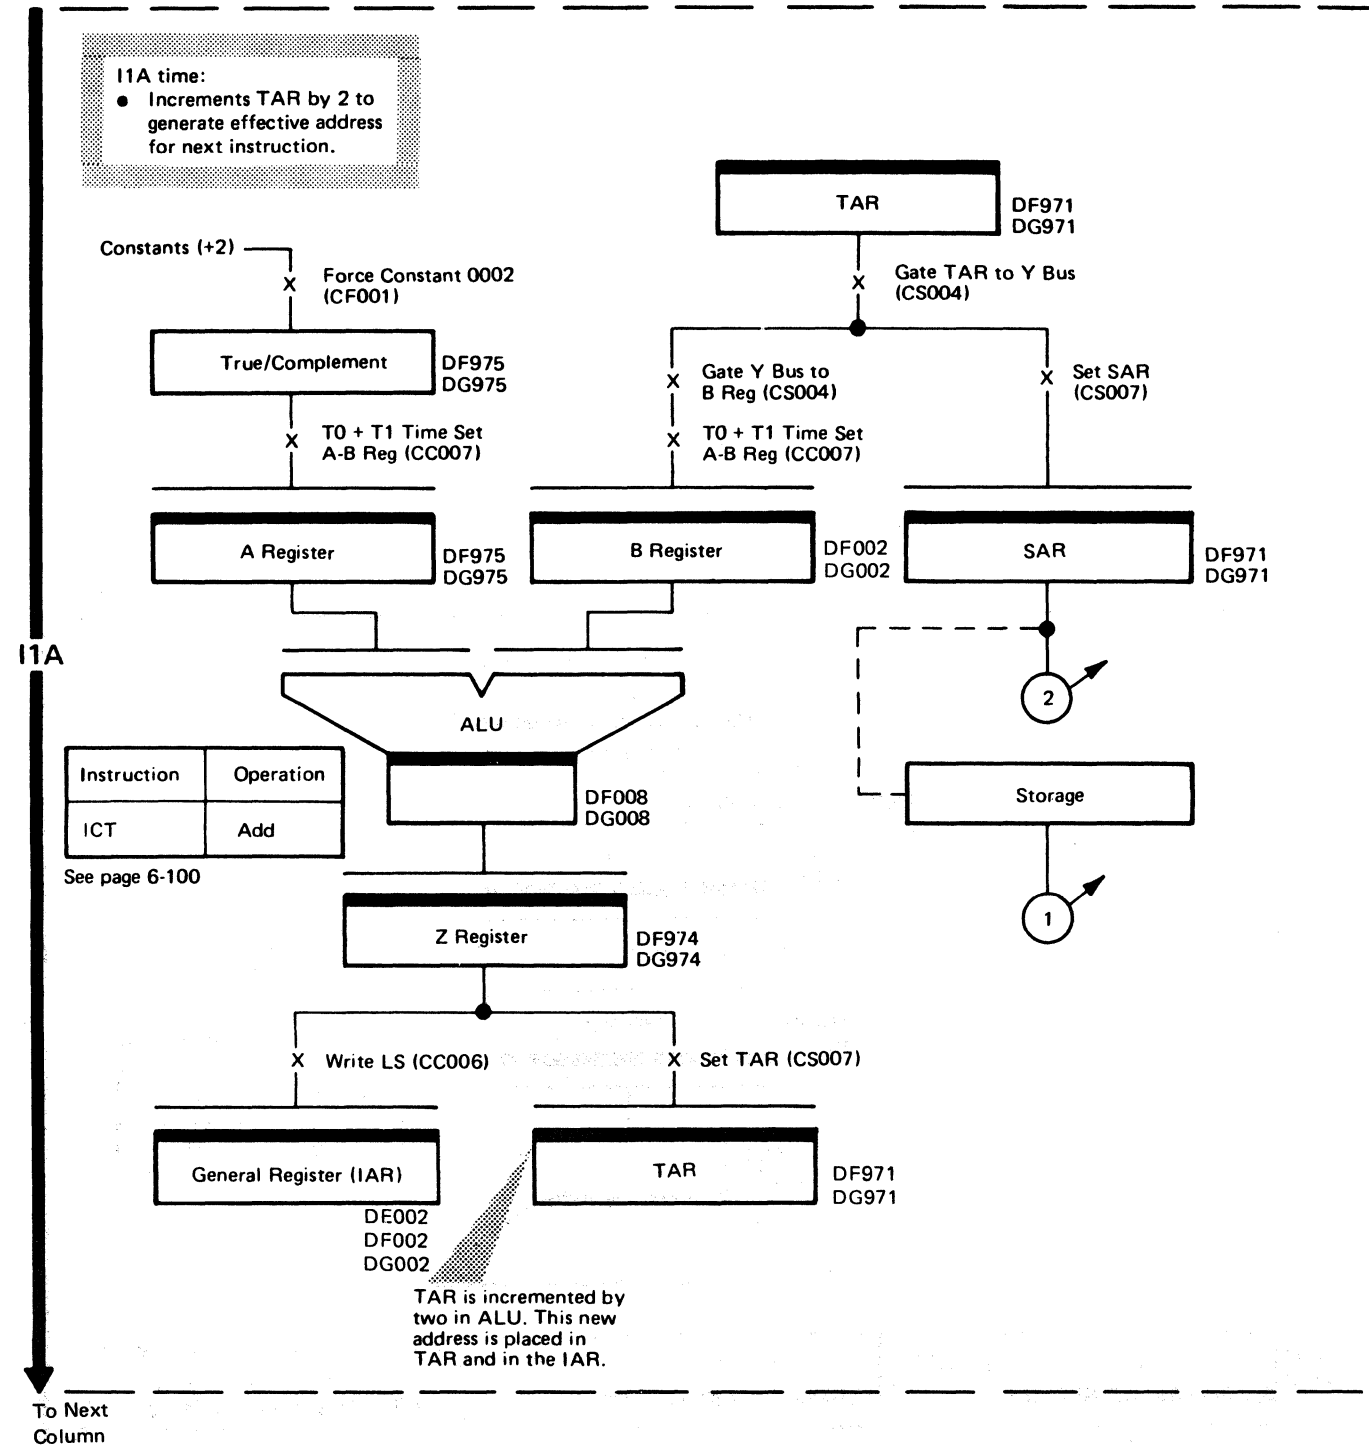 I1A time:
● Increments TAR by 2 to
generate effective address
for next instruction.
TAR
DF971
DG971
Constants (+2)
X
Force Constant 0002
(CF001)
X
Gate TAR to Y Bus
(CS004)
True/Complement
DF975
DG975
X
Gate Y Bus to
B Reg (CS004)
X
Set SAR
(CS007)
X
T0 + T1 Time Set
A-B Reg (CC007)
X
T0 + T1 Time Set
A-B Reg (CC007)
A Register
DF975
DG975
B Register
DF002
DG002
SAR
DF971
DG971
I1A
2
ALU
Instruction
Operation
ICT
Add
See page 6-100
DF008
DG008
Storage
1
Z Register
DF974
DG974
X
Write LS (CC006)
X
Set TAR (CS007)
General Register (IAR)
DE002
DF002
DG002
TAR
DF971
DG971
TAR is incremented by
two in ALU. This new
address is placed in
TAR and in the IAR.
To Next
Column